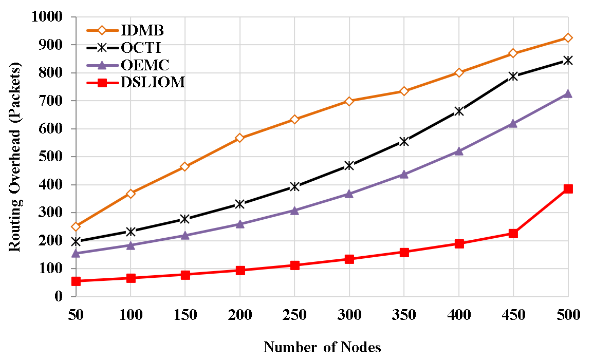 1000
900
800
700
600
500
400
300
200
100
0
Routing Overhead (Packets)
IDMB
OCTI
OEMC
DSLIOM
50 100 150 200 250 300 350 400 450 500
Number of Nodes